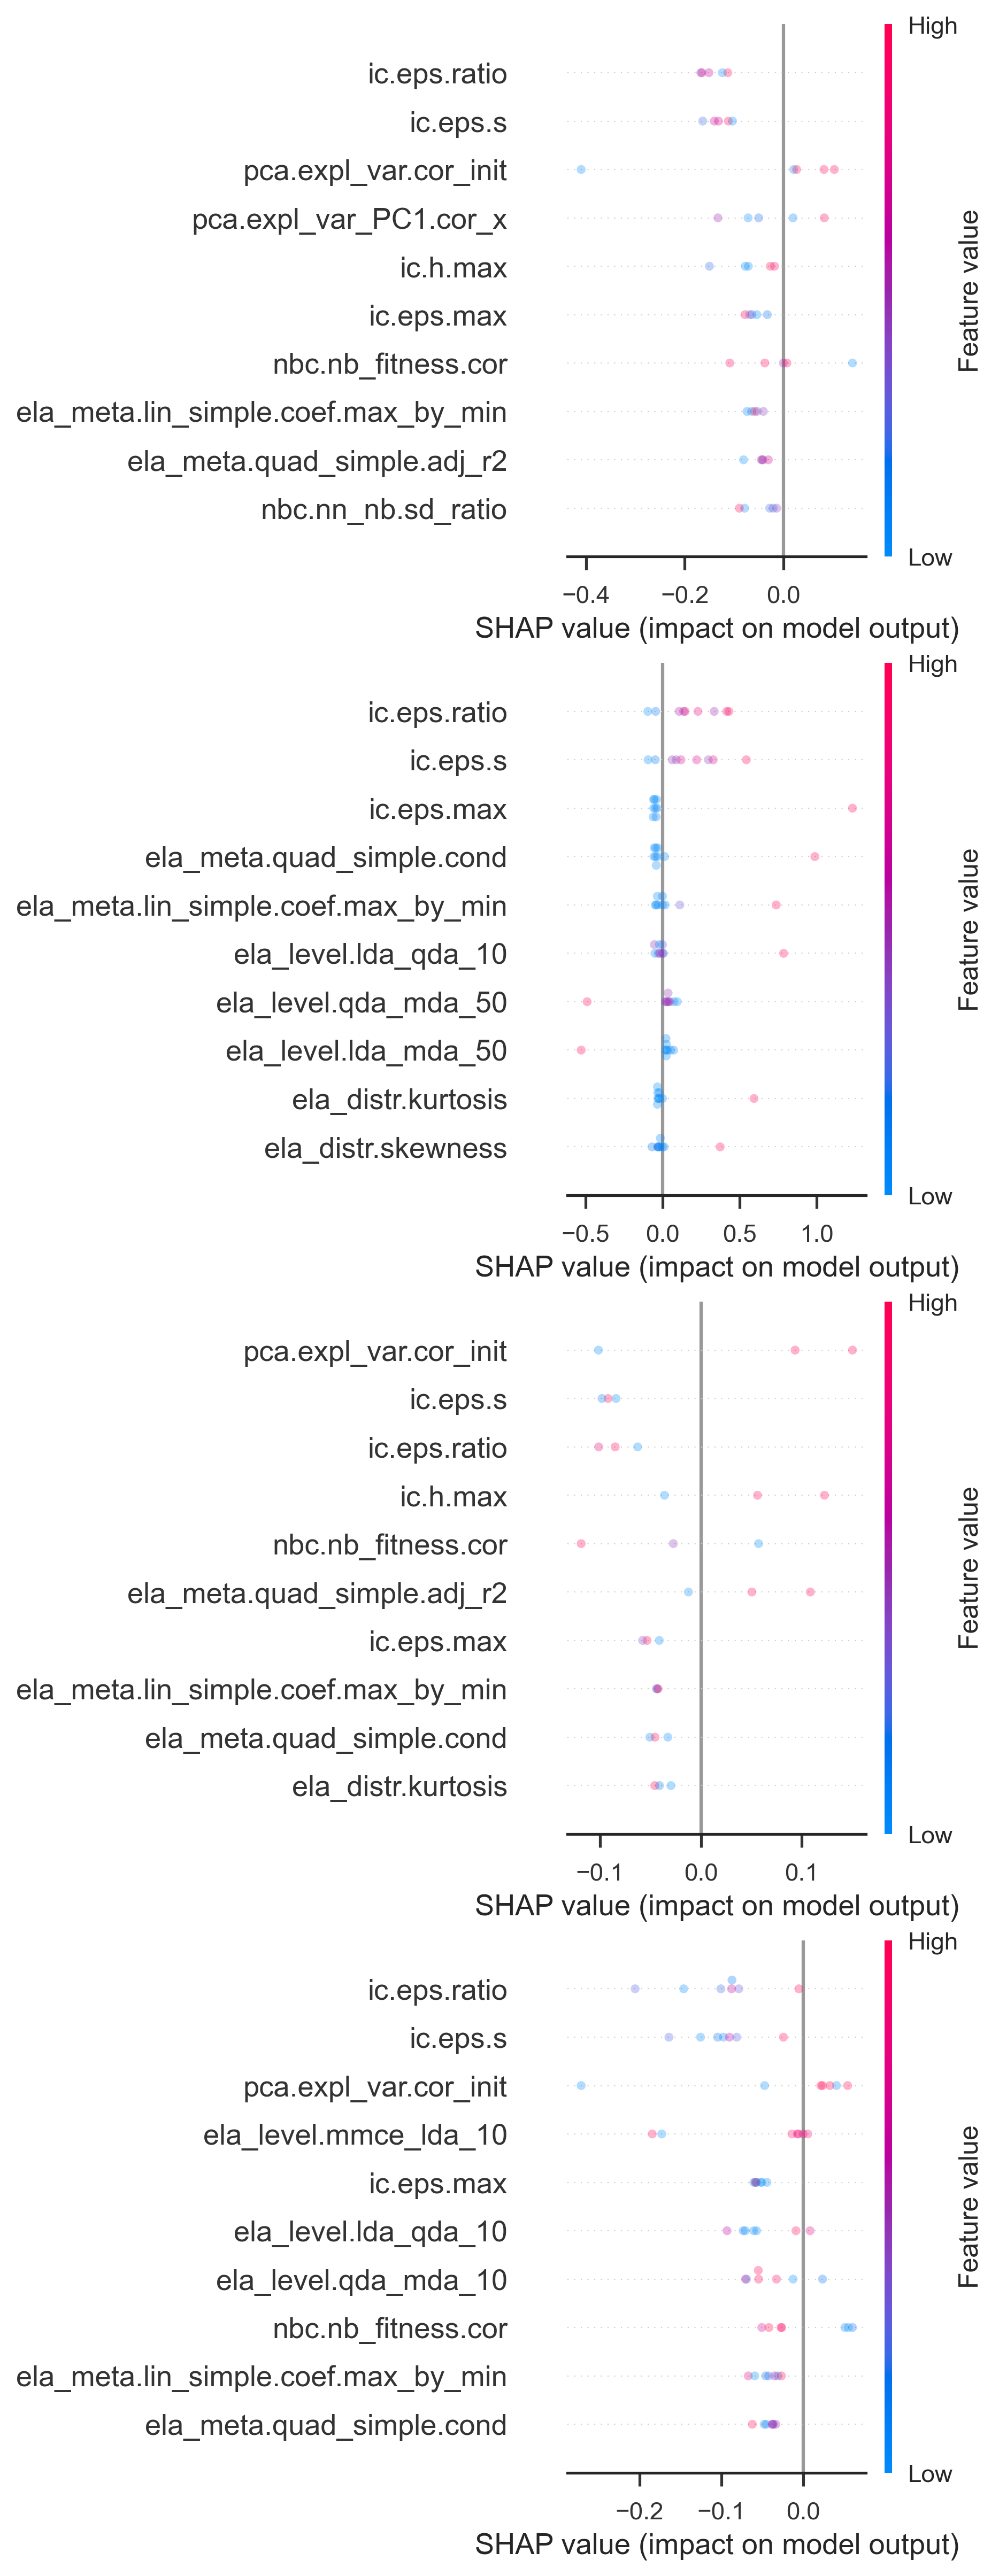 High
ic.eps.ratio
ic.eps.s
pca.expl_var.cor_init
pca.expl_var_PC1.cor_x
ic.h.max
ic.eps.max
nbc.nb_fitness.cor
ela_meta.lin_simple.coef.max_by_min
ela_meta.quad_simple.adj_r2
nbc.nn_nb.sd_ratio
Feature value
Low
−0.4 −0.2 0.0
SHAP value (impact on model output)
High
ic.eps.ratio
ic.eps.s
ic.eps.max
ela_meta.quad_simple.cond
ela_meta.lin_simple.coef.max_by_min
ela_level.lda_qda_10
ela_level.qda_mda_50
ela_level.lda_mda_50
ela_distr.kurtosis
ela_distr.skewness
Feature value
Low
−0.5 0.0 0.5 1.0
SHAP value (impact on model output)
High
pca.expl_var.cor_init
ic.eps.s
ic.eps.ratio
ic.h.max
nbc.nb_fitness.cor
ela_meta.quad_simple.adj_r2
ic.eps.max
ela_meta.lin_simple.coef.max_by_min
ela_meta.quad_simple.cond
ela_distr.kurtosis
Feature value
Low
−0.1 0.0 0.1
SHAP value (impact on model output)
High
ic.eps.ratio
ic.eps.s
pca.expl_var.cor_init
ela_level.mmce_lda_10
ic.eps.max
ela_level.lda_qda_10
ela_level.qda_mda_10
nbc.nb_fitness.cor
ela_meta.lin_simple.coef.max_by_min
ela_meta.quad_simple.cond
Feature value
Low
−0.2 −0.1 0.0
SHAP value (impact on model output)